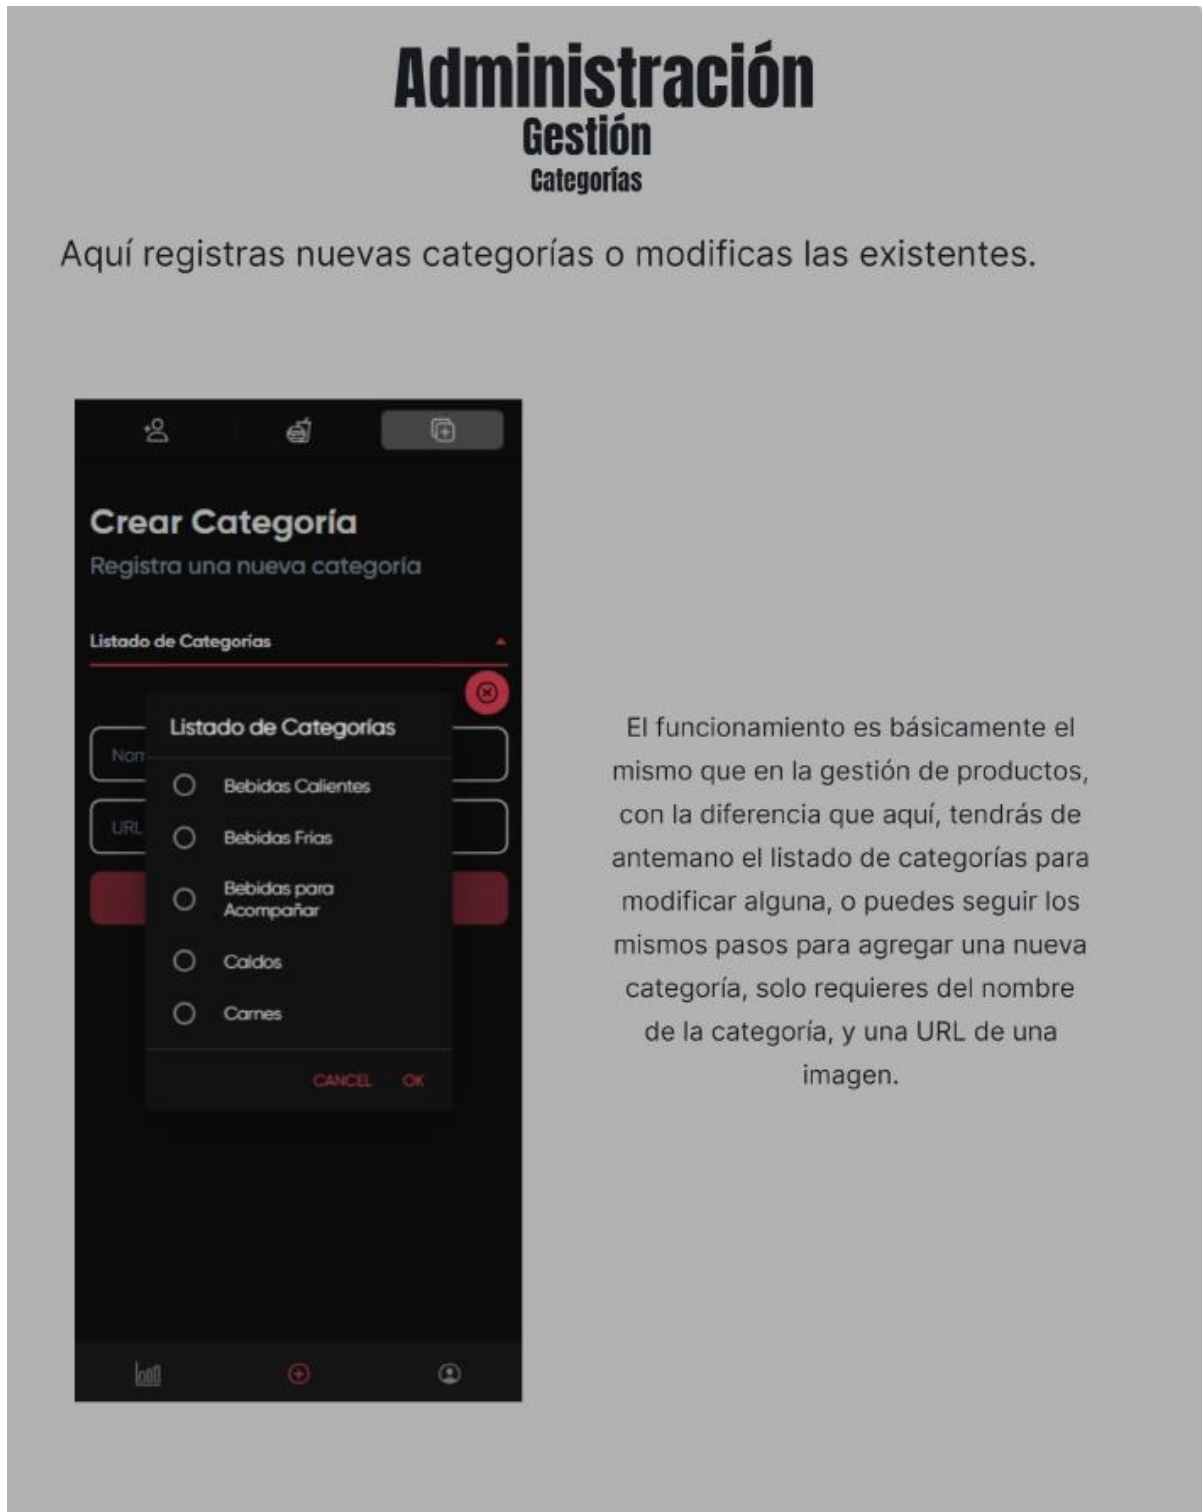 Administración
Gestión
Categorías
Aquí registras nuevas categorías o modificas las existentes.
Crear Categoría
Registra una nueva categoría
Listado de Categorías
Listado de Categorías
Nom
Bebidas Calientes
URL
Bebidas Frias
Bebidas para
Acompañar
Caldos
Carnes
CANCEL OK
El funcionamiento es básicamente el
mismo que en la gestión de productos,
con la diferencia que aquí, tendrás de
antemano el listado de categorías para
modificar alguna, o puedes seguir los
mismos pasos para agregar una nueva
categoría, solo requieres del nombre
de la categoría, y una URL de una
imagen.